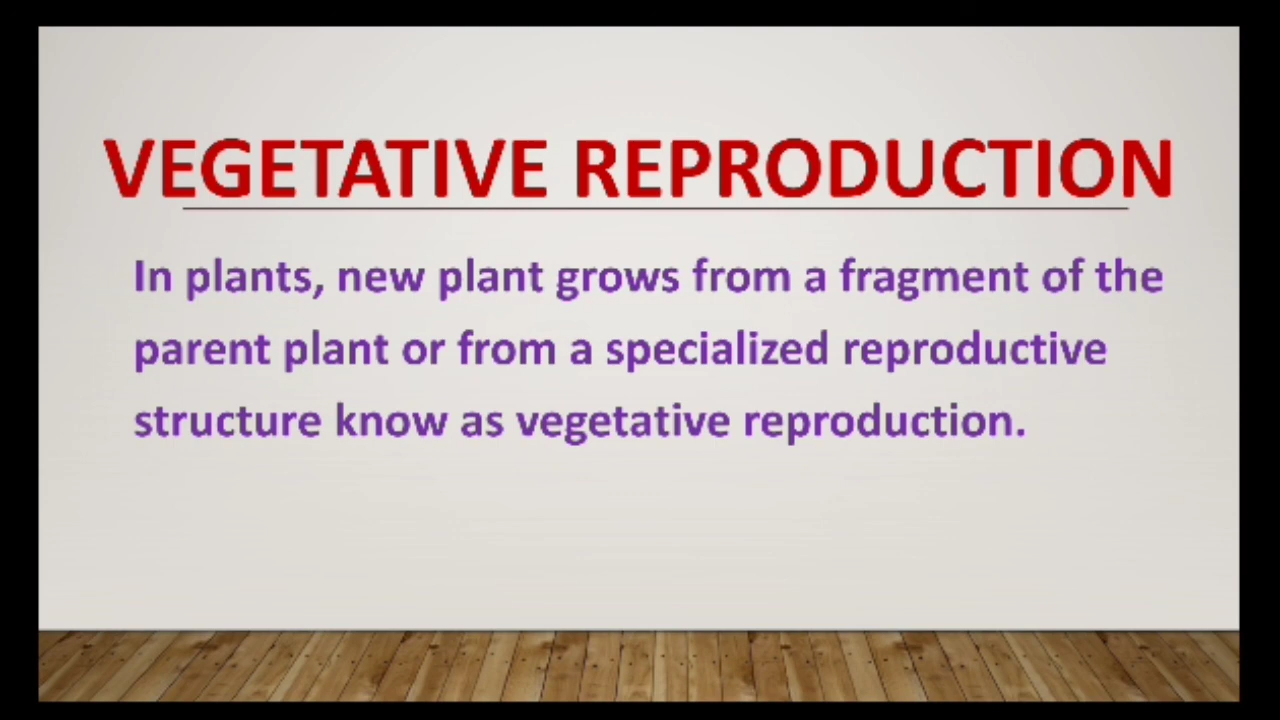 VEGETATIVE REPRODUCTION
In plants, new plant grows from a fragment of the
parent plant or from a specialized reproductive
structure know as vegetative reproduction.